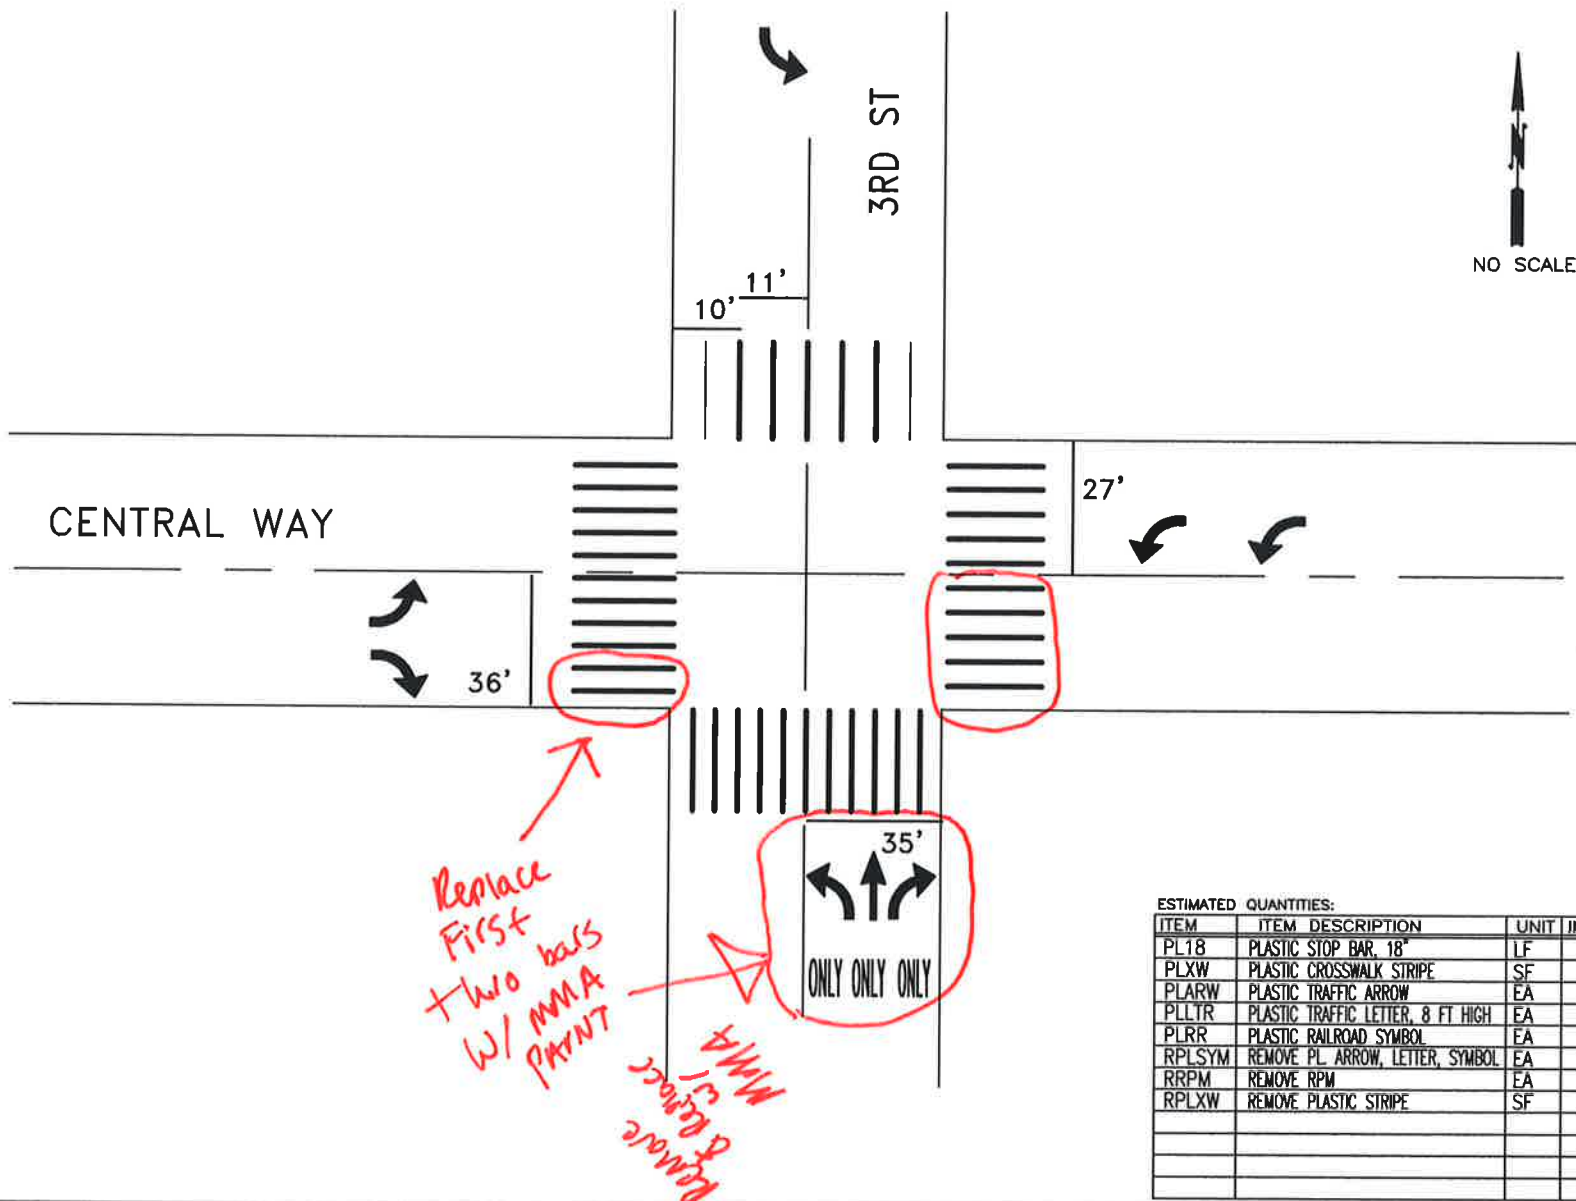 3RD ST
N
NO SCALE
11'
10'
27'
CENTRAL WAY
36'
35'
ONLY ONLY ONLY
Replace
First
two bars
W/ MMA
PAINT
Remove
& Replace
w/
MMA
ESTIMATED QUANTITIES:
ITEM ITEM DESCRIPTION UNIT
PL18 PLASTIC STOP BAR, 18" LF
PLXW PLASTIC CROSSWALK STRIPE SF
PLARW PLASTIC TRAFFIC ARROW EA
PLLTR PLASTIC TRAFFIC LETTER, 8 FT HIGH EA
PLRR PLASTIC RAILROAD SYMBOL EA
RPLSYM REMOVE PL ARROW, LETTER, SYMBOL EA
RRPM REMOVE RPM EA
RPLXW REMOVE PLASTIC STRIPE SF